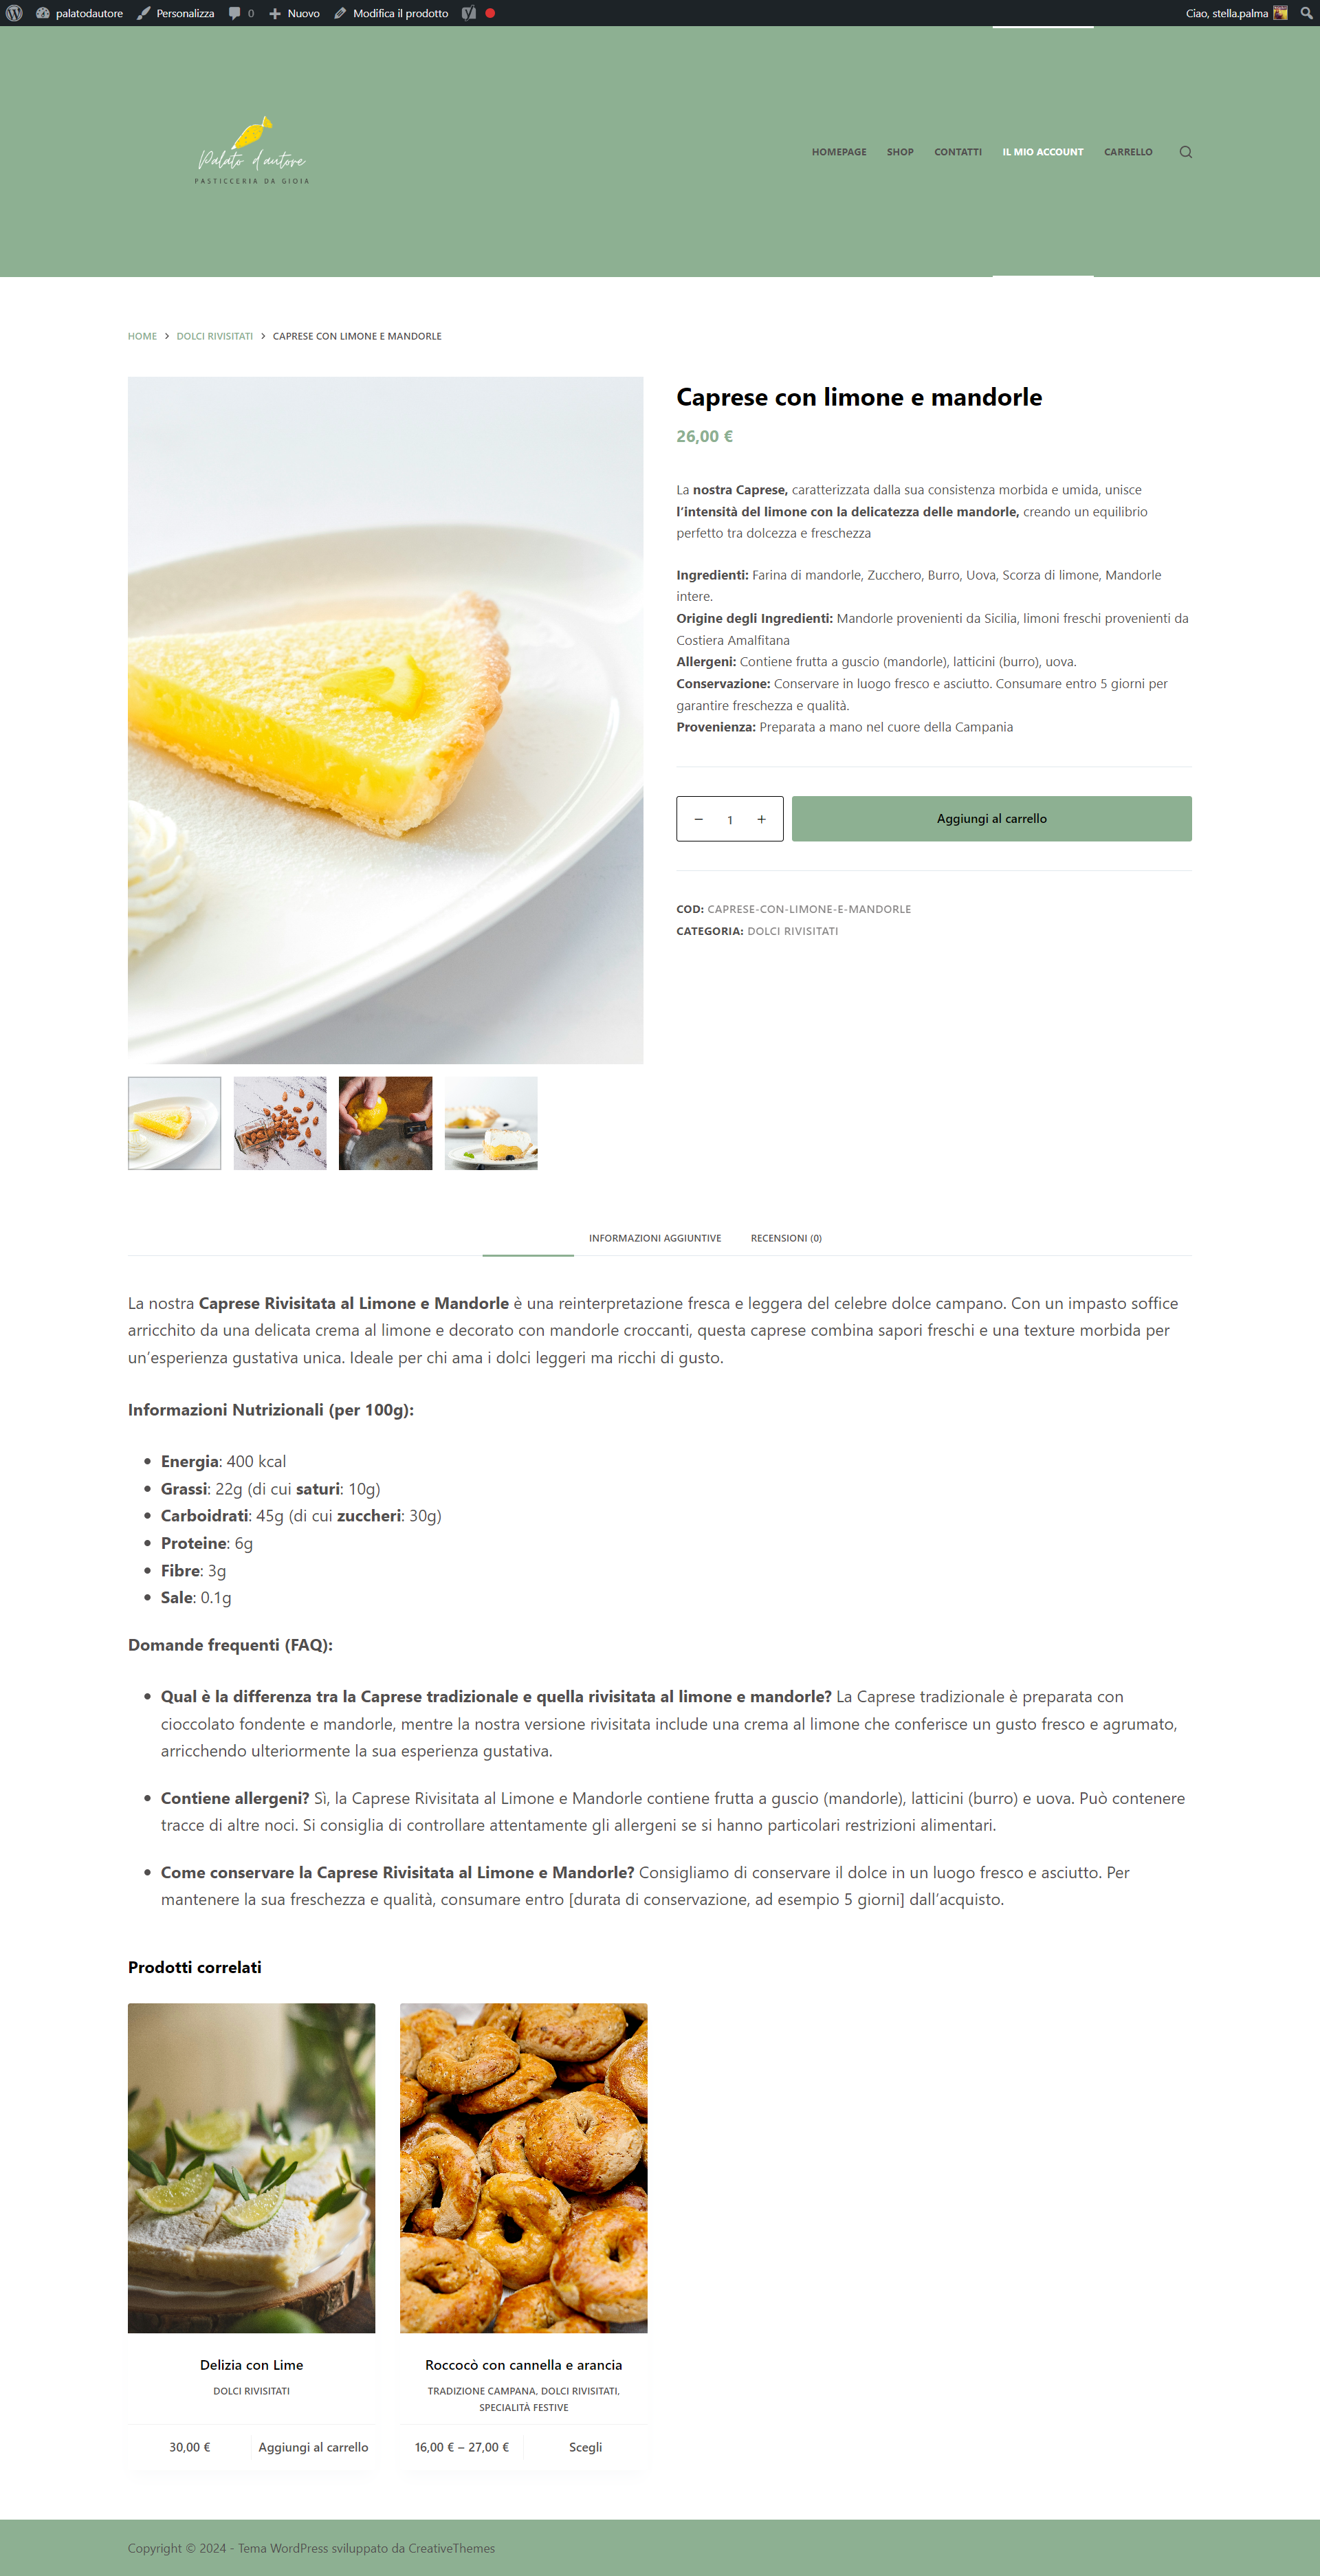 palatodautore Personalizza 0 Nuovo Modifica il prodotto Ciao, stella.palma
Palato d'autore
PASTICCERIA DA GIOIA
HOMEPAGE SHOP CONTATTI IL MIO ACCOUNT CARRELLO
HOME > DOLCI RIVISITATI > CAPRESE CON LIMONE E MANDORLE
Caprese con limone e mandorle
26,00 €
La nostra Caprese, caratterizzata dalla sua consistenza morbida e umida, unisce
l'intensità del limone con la delicatezza delle mandorle, creando un equilibrio
perfetto tra dolcezza e freschezza
Ingredienti: Farina di mandorle, Zucchero, Burro, Uova, Scorza di limone, Mandorle
intere.
Origine degli Ingredienti: Mandorle provenienti da Sicilia, limoni freschi provenienti da
Costiera Amalfitana
Allergeni: Contiene frutta a guscio (mandorle), latticini (burro), uova.
Conservazione: Conservare in luogo fresco e asciutto. Consumare entro 5 giorni per
garantire freschezza e qualità.
Provenienza: Preparata a mano nel cuore della Campania
− 1 + Aggiungi al carrello
COD: CAPRESE-CON-LIMONE-E-MANDORLE
CATEGORIA: DOLCI RIVISITATI
INFORMAZIONI AGGIUNTIVE RECENSIONI (0)
La nostra Caprese Rivisitata al Limone e Mandorle è una reinterpretazione fresca e leggera del celebre dolce campano. Con un impasto soffice
arricchito da una delicata crema al limone e decorato con mandorle croccanti, questa caprese combina sapori freschi e una texture morbida per
un'esperienza gustativa unica. Ideale per chi ama i dolci leggeri ma ricchi di gusto.
Informazioni Nutrizionali (per 100g):
• Energia: 400 kcal
• Grassi: 22g (di cui saturi: 10g)
• Carboidrati: 45g (di cui zuccheri: 30g)
• Proteine: 6g
• Fibre: 3g
• Sale: 0.1g
Domande frequenti (FAQ):
• Qual è la differenza tra la Caprese tradizionale e quella rivisitata al limone e mandorle? La Caprese tradizionale è preparata con
cioccolato fondente e mandorle, mentre la nostra versione rivisitata include una crema al limone che conferisce un gusto fresco e agrumato,
arricchendo ulteriormente la sua esperienza gustativa.
• Contiene allergeni? Sì, la Caprese Rivisitata al Limone e Mandorle contiene frutta a guscio (mandorle), latticini (burro) e uova. Può contenere
tracce di altre noci. Si consiglia di controllare attentamente gli allergeni se si hanno particolari restrizioni alimentari.
• Come conservare la Caprese Rivisitata al Limone e Mandorle? Consigliamo di conservare il dolce in un luogo fresco e asciutto. Per
mantenere la sua freschezza e qualità, consumare entro [durata di conservazione, ad esempio 5 giorni] dall'acquisto.
Prodotti correlati
Delizia con Lime
DOLCI RIVISITATI
30,00 € Aggiungi al carrello
Roccocò con cannella e arancia
TRADIZIONE CAMPANA, DOLCI RIVISITATI,
SPECIALITÀ FESTIVE
16,00 € – 27,00 € Scegli
Copyright © 2024 - Tema WordPress sviluppato da CreativeThemes